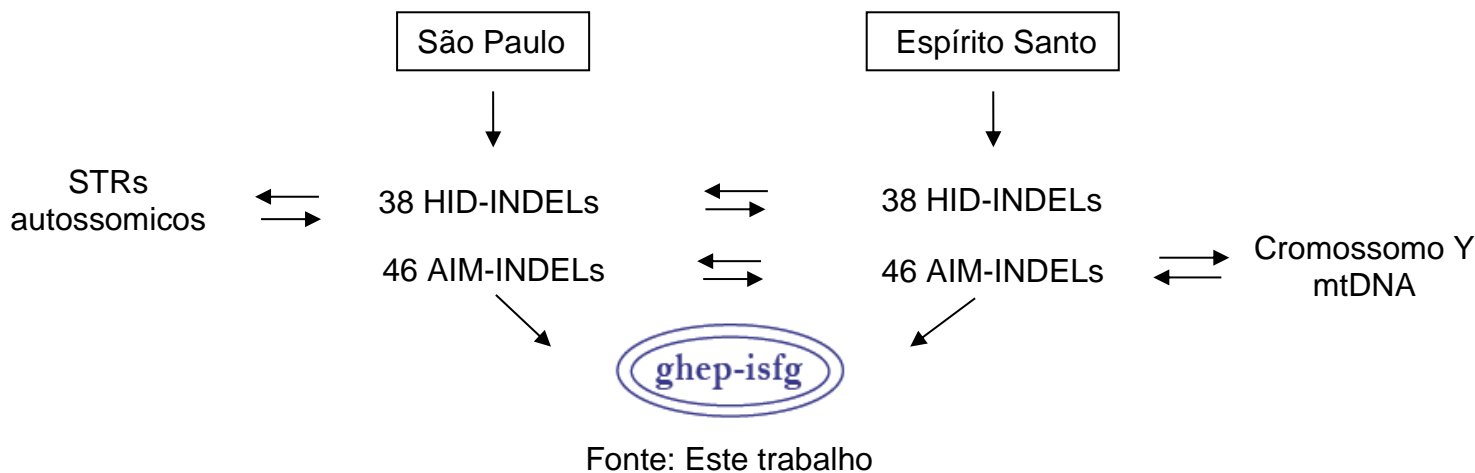 São Paulo
Espírito Santo
STRs
autossomicos
38 HID-INDELs
38 HID-INDELs
46 AIM-INDELs
46 AIM-INDELs
Cromossomo Y
mtDNA
ghep-isfg
Fonte: Este trabalho